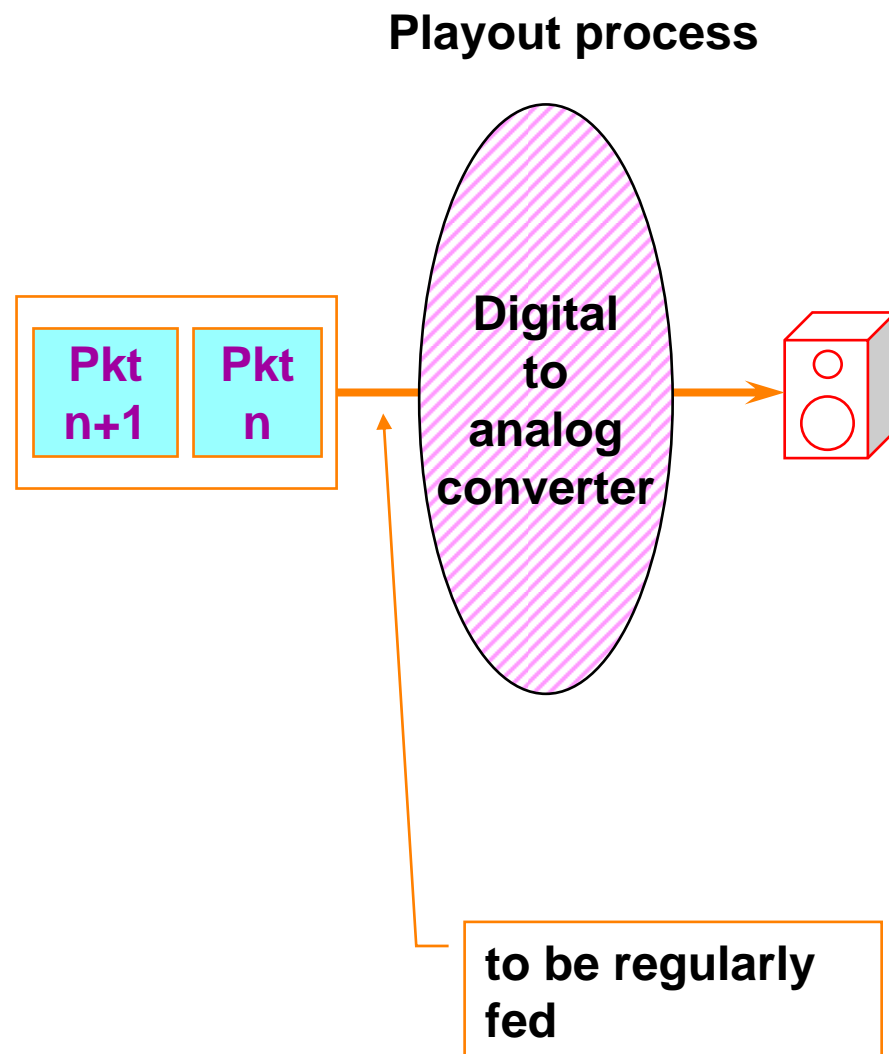 Playout process
Pkt
n+1
Pkt
n
Digital
to
analog
converter
to be regularly
fed